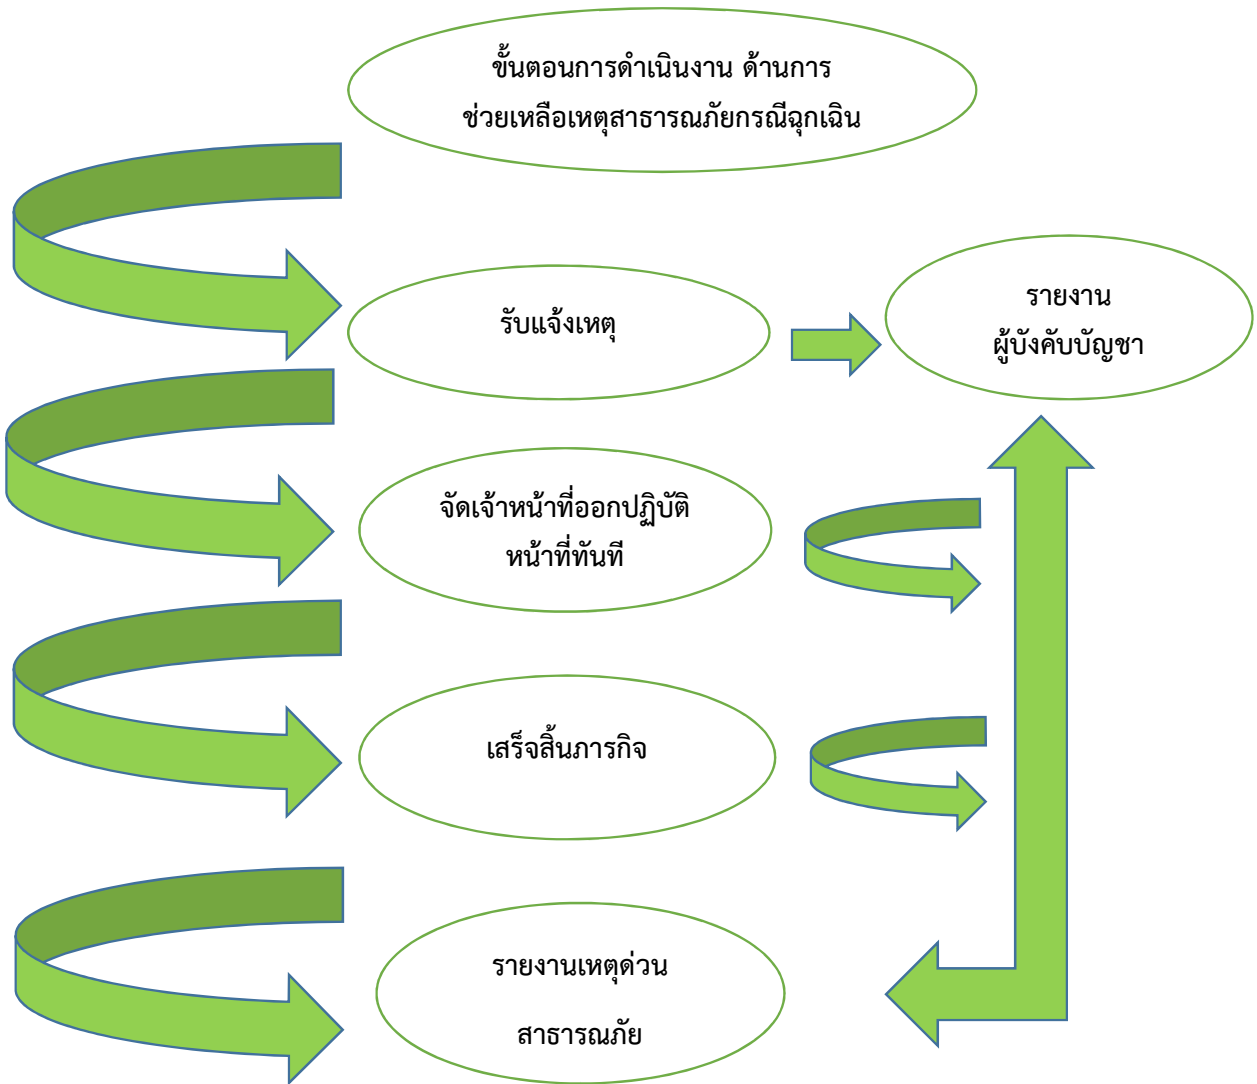 ขั้นตอนการดำเนินงาน ด้านการ
ช่วยเหลือเหตุสาธารณภัยกรณีฉุกเฉิน
รับแจ้งเหตุ
รายงาน
ผู้บังคับบัญชา
จัดเจ้าหน้าที่ออกปฏิบัติ
หน้าที่ทันที
เสร็จสิ้นภารกิจ
รายงานเหตุด่วน
สาธารณภัย